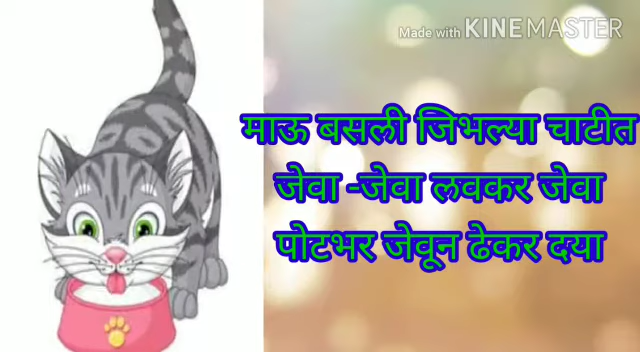 Made with KINEMASTER
माऊ बसली जिभल्या चाटीत
जेवा -जेवा लवकर जेवा
पोटभर जेवून ढेकर दया